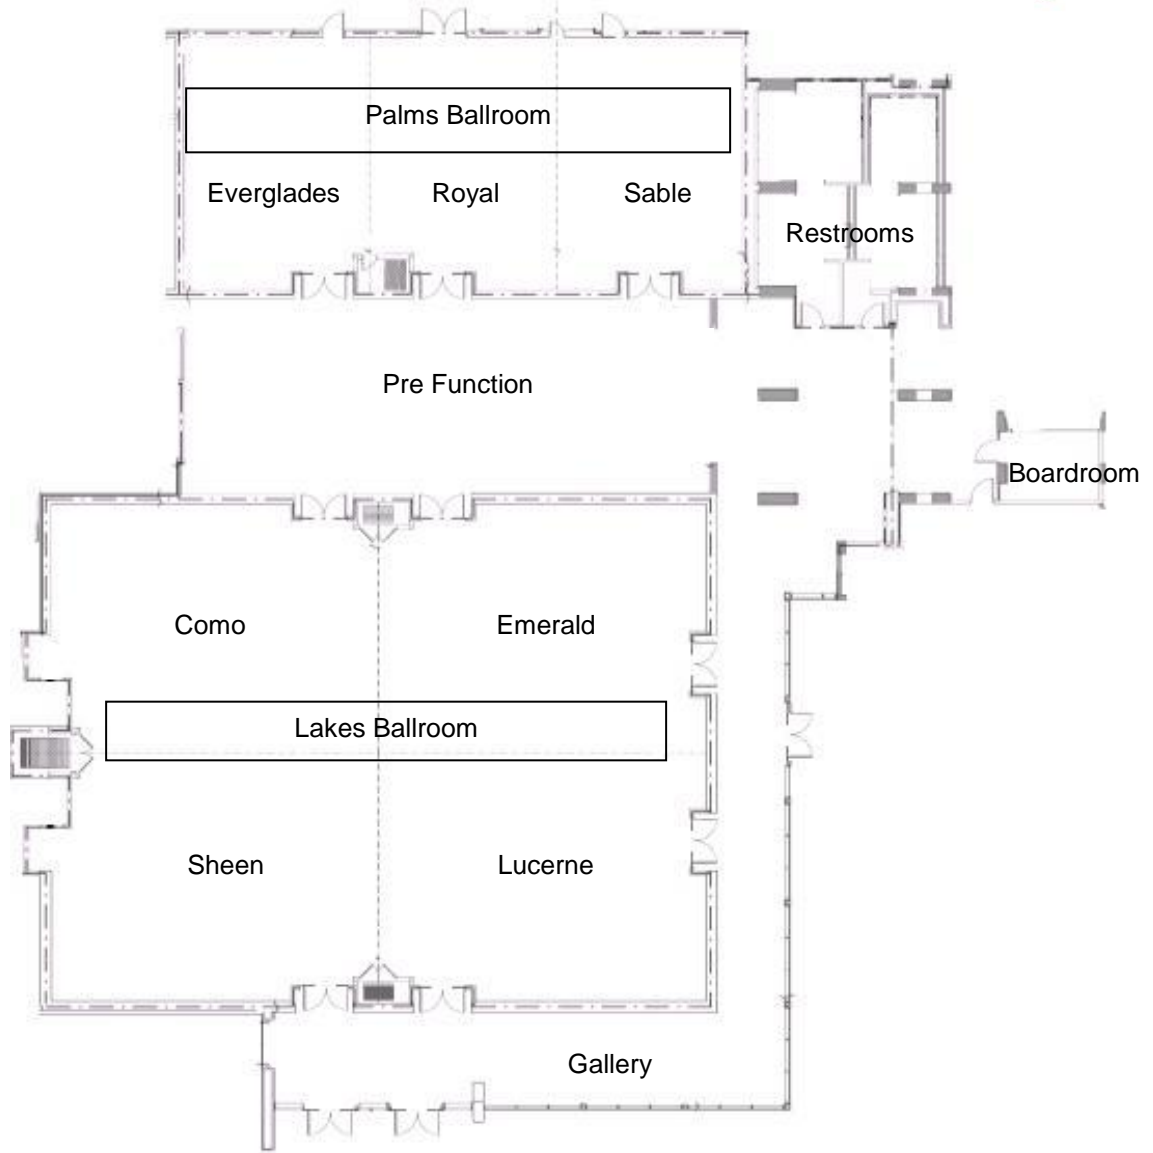 Palms Ballroom
Everglades
Royal
Sable
Restrooms
Pre Function
Boardroom
Como
Emerald
Lakes Ballroom
Sheen
Lucerne
Gallery